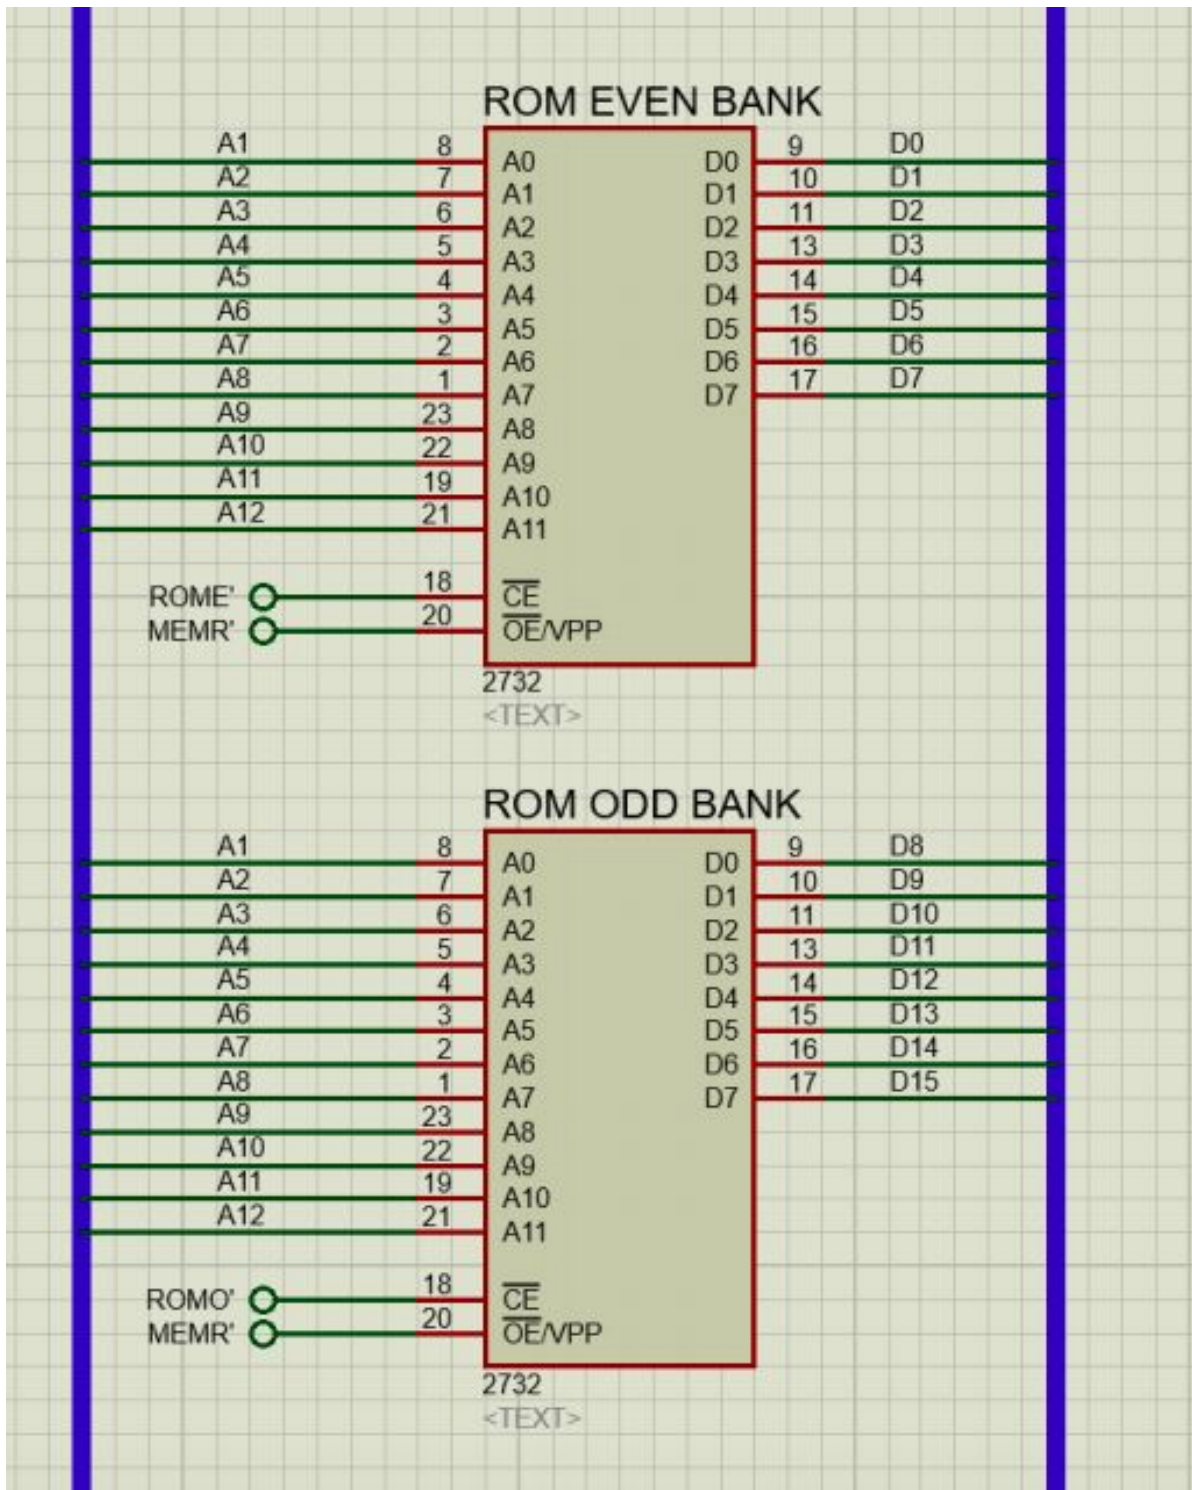 ROM EVEN BANK
A1 8 A0 D0 9 D0
A2 7 A1 D1 10 D1
A3 6 A2 D2 11 D2
A4 5 A3 D3 13 D3
A5 4 A4 D4 14 D4
A6 3 A5 D5 15 D5
A7 2 A6 D6 16 D6
A8 1 A7 D7 17 D7
A9 23 A8
A10 22 A9
A11 19 A10
A12 21 A11
ROME' 18 CE
MEMR' 20 OE/VPP
2732
<TEXT>
ROM ODD BANK
A1 8 A0 D0 9 D8
A2 7 A1 D1 10 D9
A3 6 A2 D2 11 D10
A4 5 A3 D3 13 D11
A5 4 A4 D4 14 D12
A6 3 A5 D5 15 D13
A7 2 A6 D6 16 D14
A8 1 A7 D7 17 D15
A9 23 A8
A10 22 A9
A11 19 A10
A12 21 A11
ROMO' 18 CE
MEMR' 20 OE/VPP
2732
<TEXT>